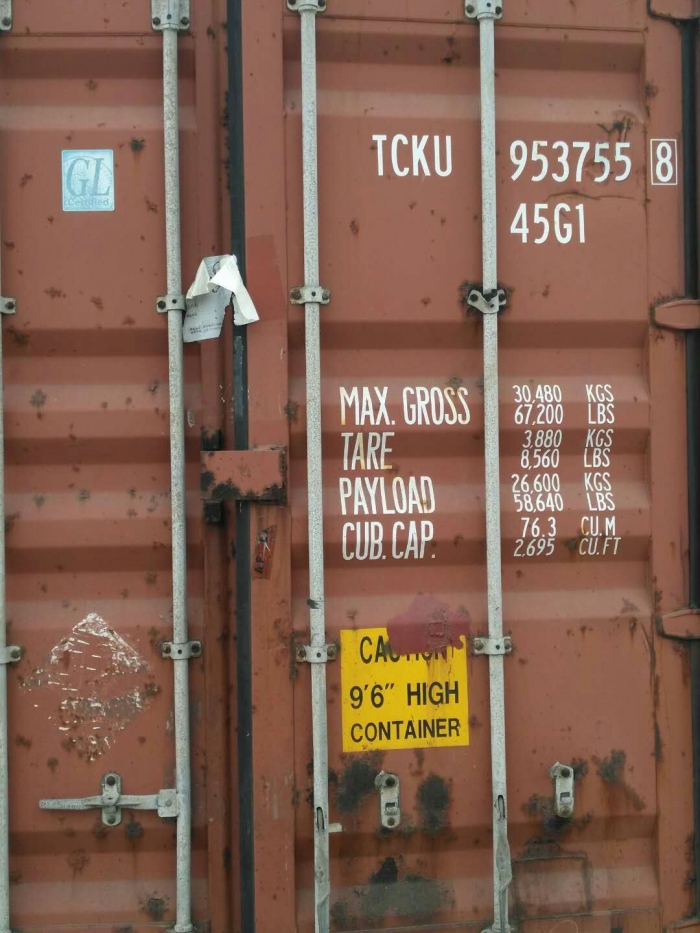 GL
Certified
TCKU 953755 8
45G1
MAX. GROSS 30,480 KGS
67,200 LBS
TARE 3,880 KGS
8,560 LBS
PAYLOAD 26,600 KGS
58,640 LBS
CUB. CAP. 76.3 CU.M
2.695 CU.FT
CAUTION
9'6" HIGH
CONTAINER